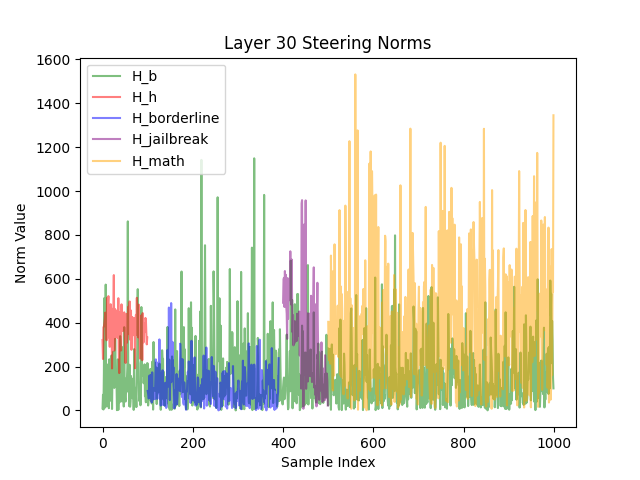 Layer 30 Steering Norms
H_b
H_h
H_borderline
H_jailbreak
H_math
Norm Value
1600
1400
1200
1000
800
600
400
200
0
0 200 400 600 800 1000
Sample Index